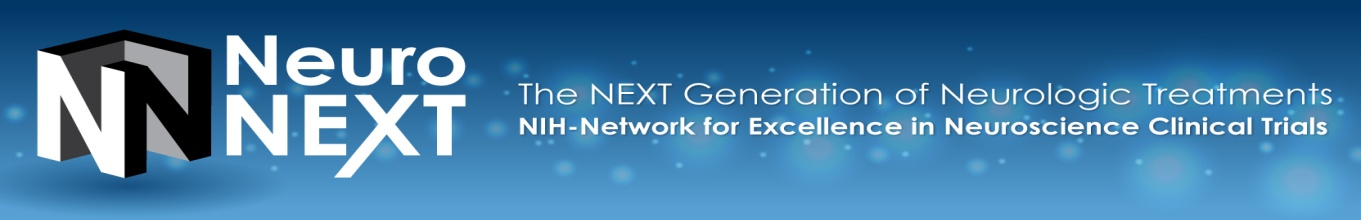 NN
Neuro
NEXT
The NEXT Generation of Neurologic Treatments
NIH-Network for Excellence in Neuroscience Clinical Trials